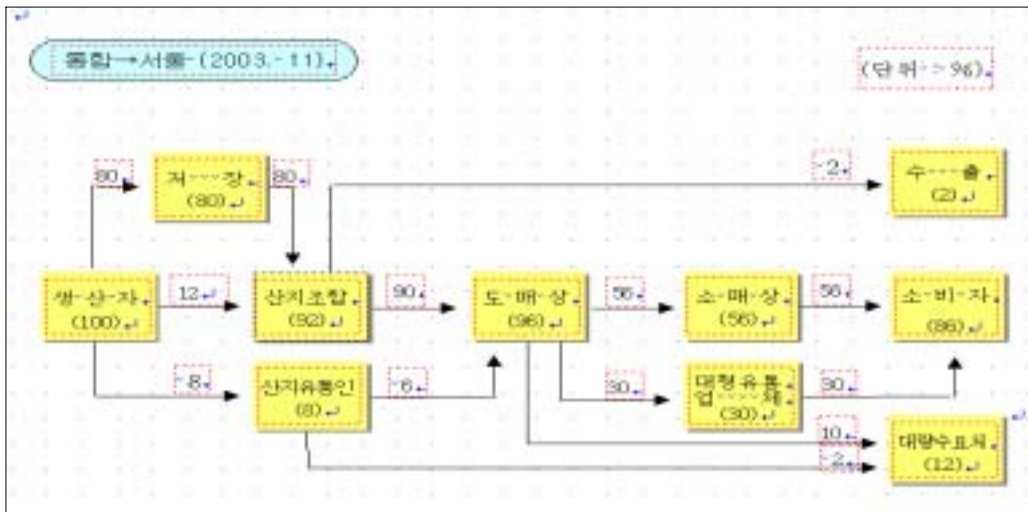 통합→서울 (2003. 11)
(단위 > 96)
80
저 장
(80)
80
2
수 출
(2)
생 산 자
(100)
12
산지조합
(92)
90
도 매 상
(96)
56
소 매 상
(56)
56
소 비 자
(86)
8
산지유통인
(8)
6
30
대형유통
업 체
(30)
30
10
2
대량수요처
(12)